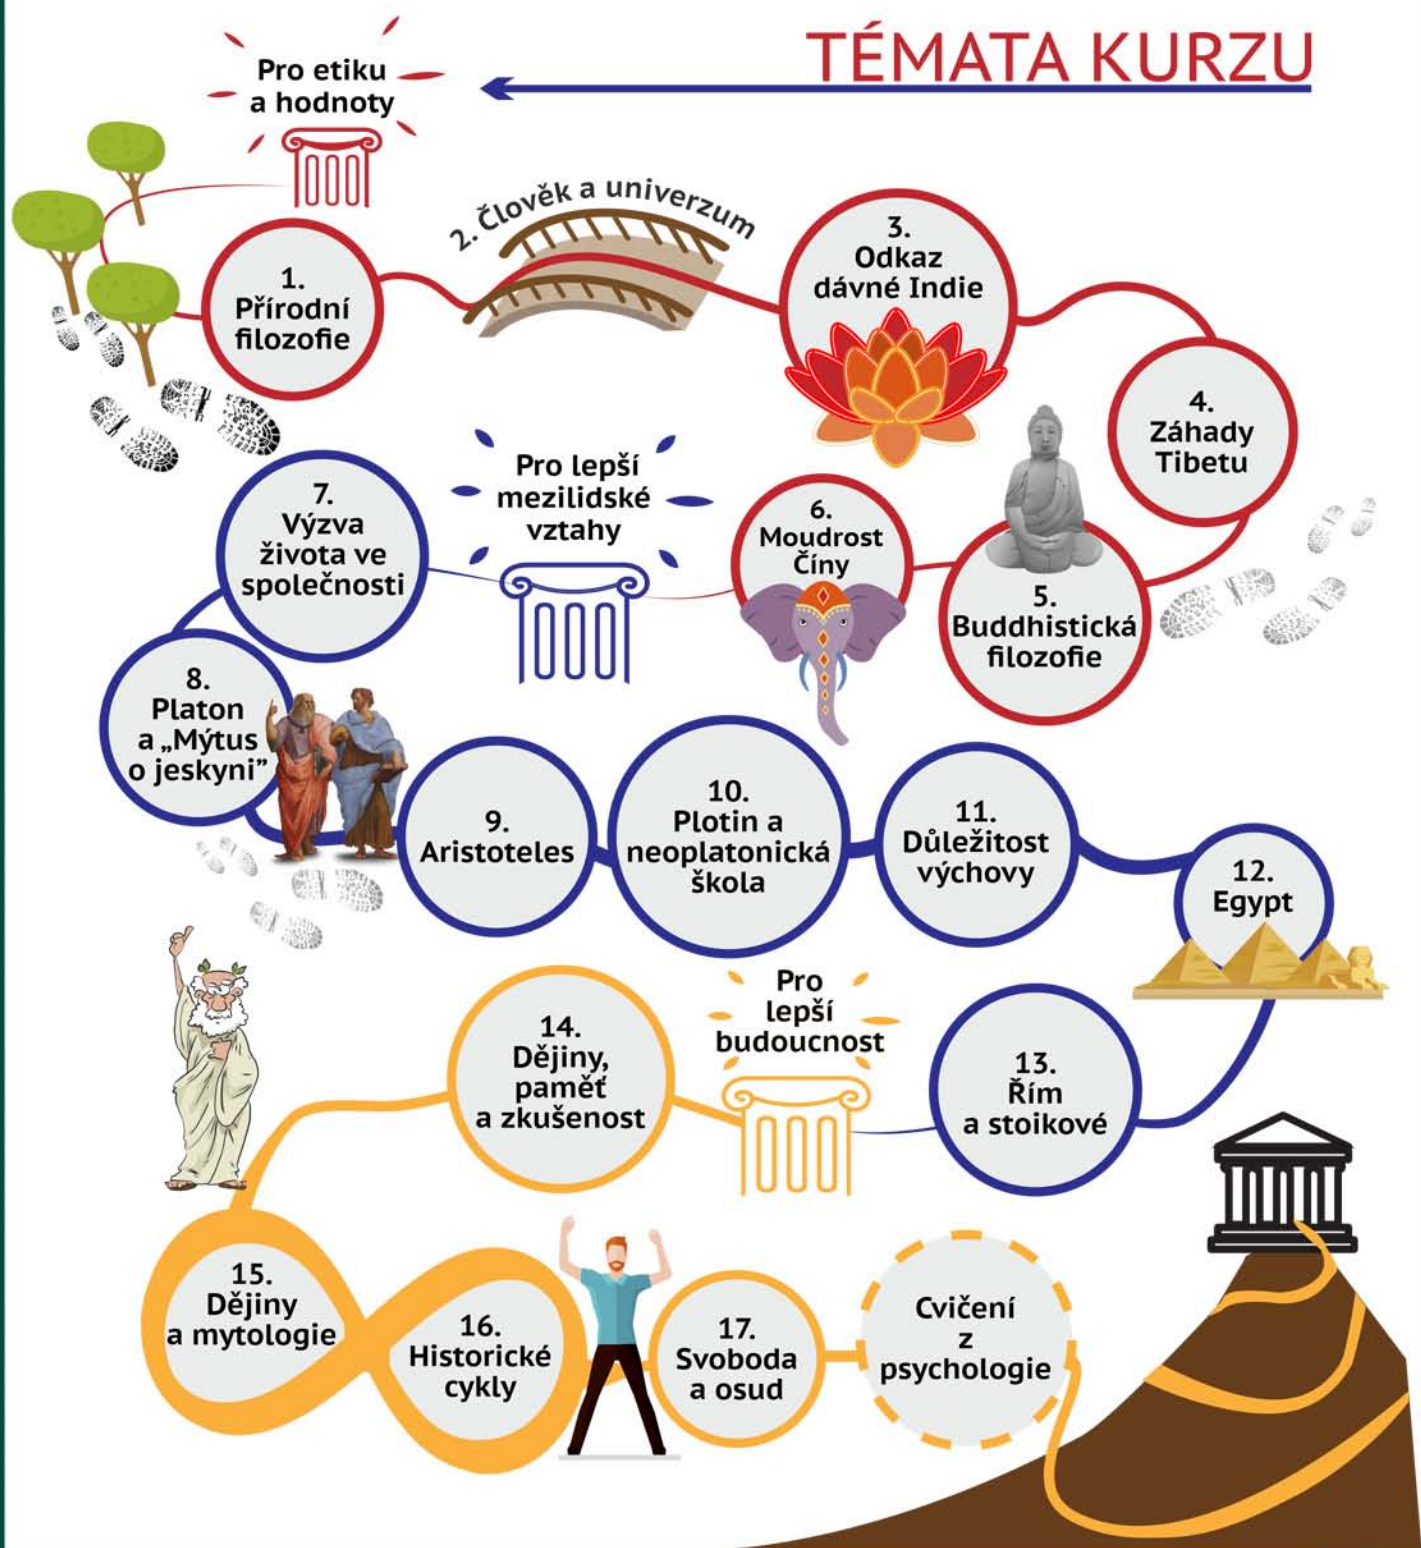 TÉMATA KURZU
Pro etiku
a hodnoty
1.
Přírodní
filozofie
2. Člověk a univerzum
3.
Odkaz
dávné Indie
4.
Záhady
Tibetu
5.
Buddhistická
filozofie
6.
Moudrost
Číny
Pro lepší
mezilidské
vztahy
7.
Výzva
života ve
společnosti
8.
Platon
a „Mýtus
o jeskyni”
9.
Aristoteles
10.
Plotin a
neoplatonická
škola
11.
Důležitost
výchovy
12.
Egypt
13.
Řím
a stoikové
Pro
lepší
budoucnost
14.
Dějiny,
paměť
a zkušenost
15.
Dějiny
a mytologie
16.
Historické
cykly
17.
Svoboda
a osud
Cvičení
z
psychologie